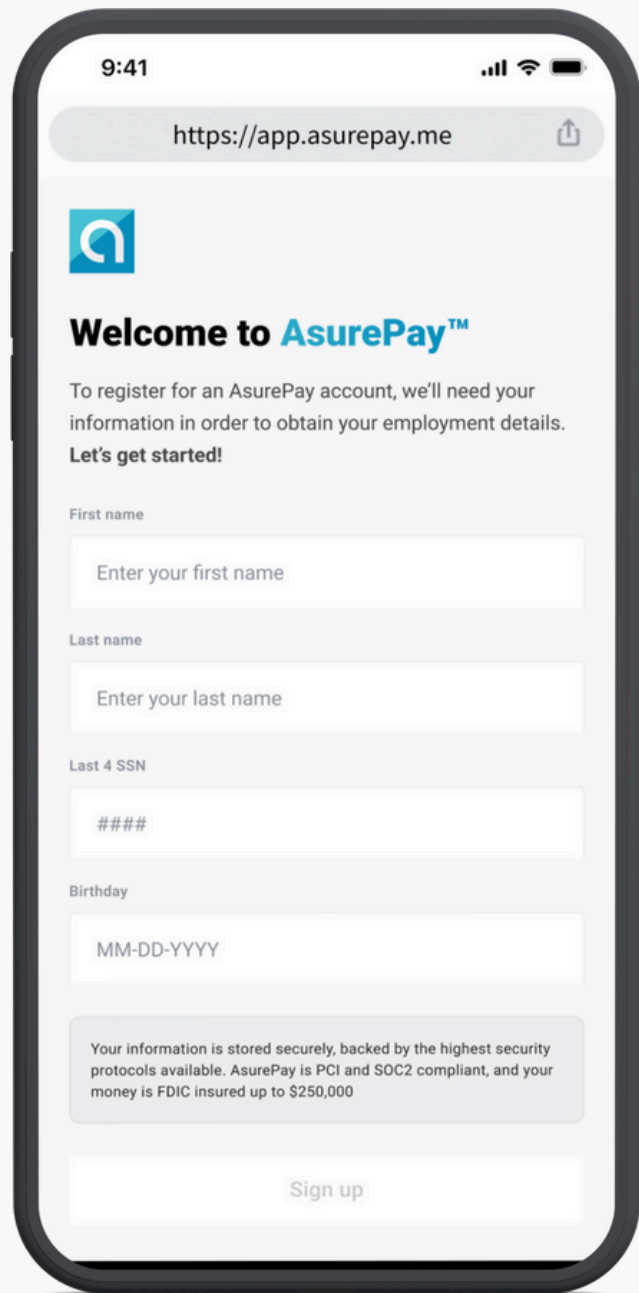 9:41
https://app.asurepay.me
Welcome to AsurePay™
To register for an AsurePay account, we’ll need your
information in order to obtain your employment details.
Let’s get started!
First name
Enter your first name
Last name
Enter your last name
Last 4 SSN
####
Birthday
MM-DD-YYYY
Your information is stored securely, backed by the highest security
protocols available. AsurePay is PCI and SOC2 compliant, and your
money is FDIC insured up to $250,000
Sign up